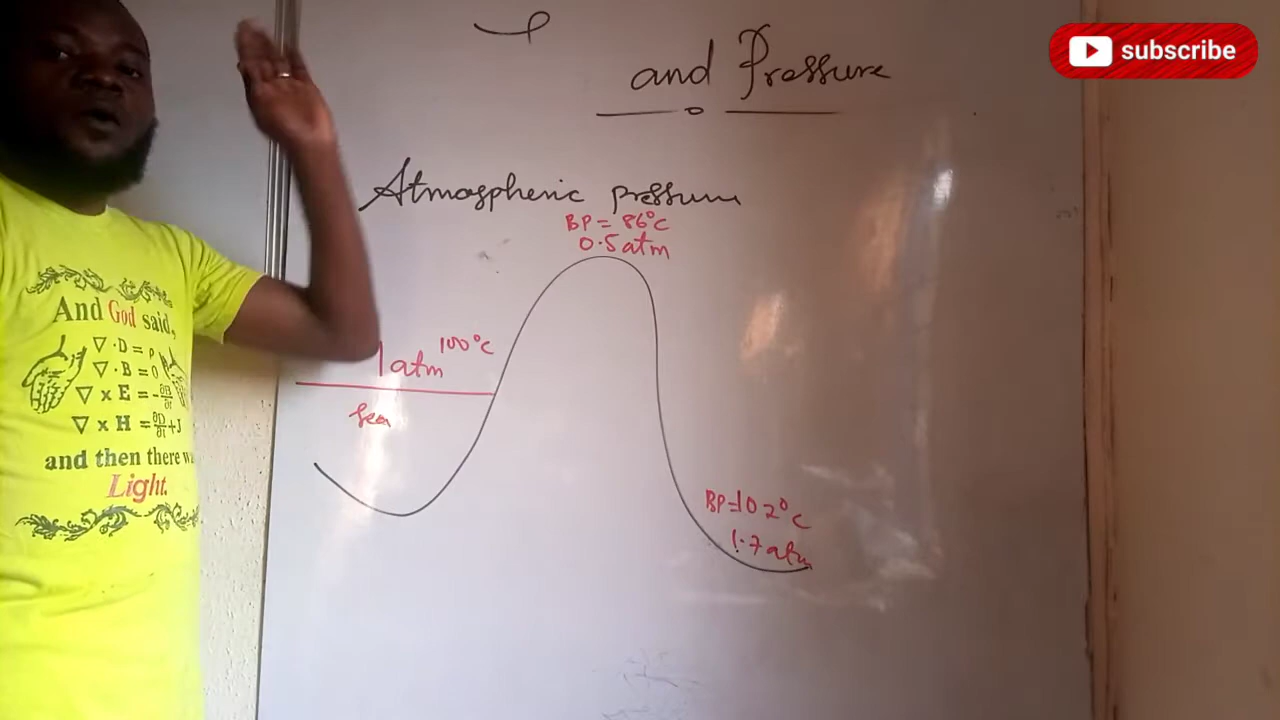 subscribe
and Pressure
Atmospheric pressure
BP = 86°C
0.5 atm
1 atm 100°C
Sea
BP=102°C
1.7 atm
And God said,
∇·D = ρ
∇·B = 0
∇ x E = -∂B/∂t
∇ x H = ∂D/∂t + J
and then there
Light.